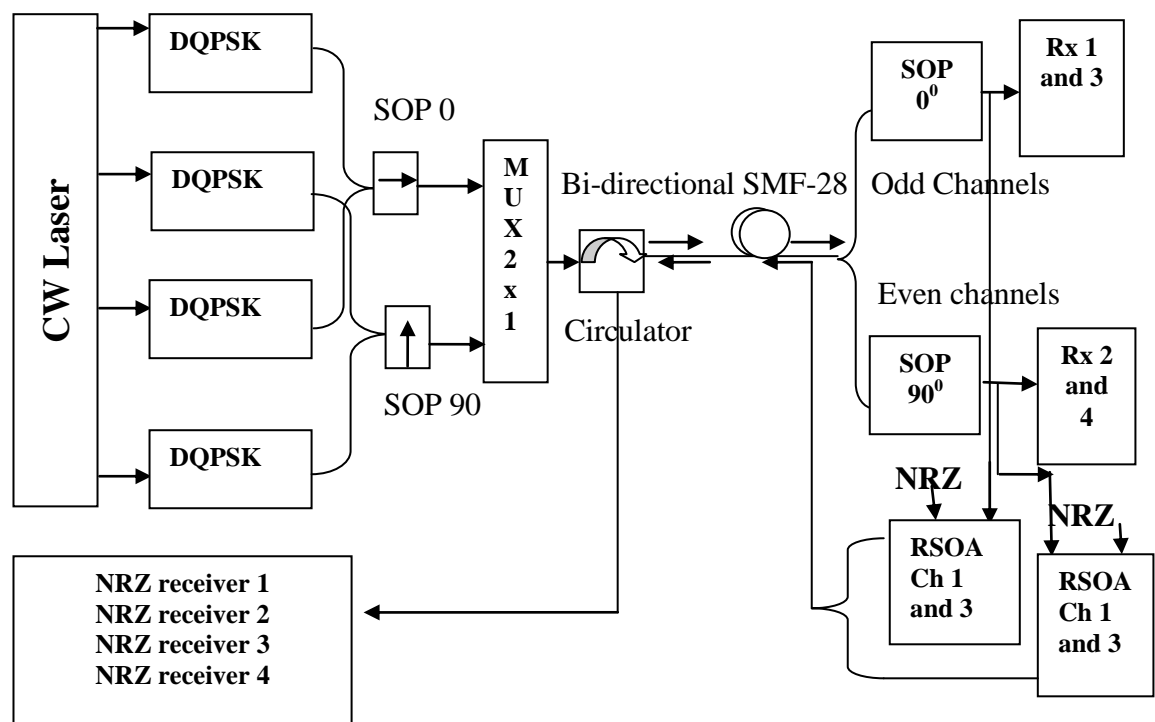 CW Laser
DQPSK
DQPSK
DQPSK
DQPSK
SOP 0
SOP 90
M
U
X 2
x
1
Circulator
Bi-directional SMF-28
Odd Channels
Even channels
SOP
0⁰
Rx 1
and 3
SOP
90⁰
Rx 2
and
4
NRZ
NRZ
RSOA
Ch 1
and 3
RSOA
Ch 1
and 3
NRZ receiver 1
NRZ receiver 2
NRZ receiver 3
NRZ receiver 4